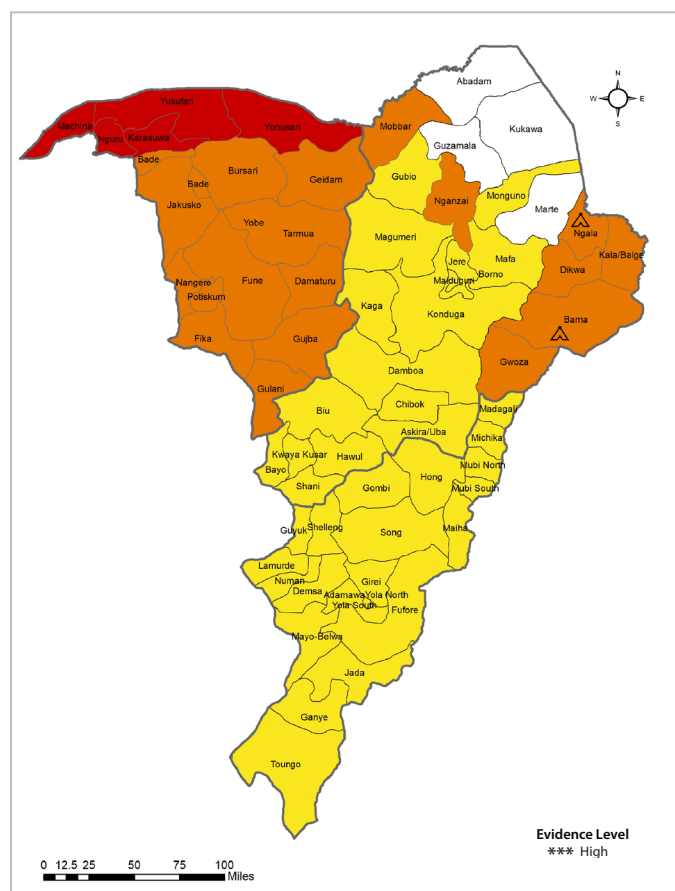 Abadam
N
W E
S
Yusufari
Machina
Kukawa
Yunusari
Mobbar
Nguru
Karasuwa
Guzamala
Bade
Bursari
Geidam
Gubio
Bade
Nganzai
Monguno
Jakusko
Marte
Yobe
Tarmua
Magumeri
Ngala
Jere
Mafa
Kala/Balge
Maiduguri
Borno
Dikwa
Nangere
Fune
Damaturu
Potiskum
Kaga
Konduga
Bama
Fika
Gujba
Gwoza
Damboa
Gulani
Chibok
Madagali
Biu
Askira/Uba
Michika
Kwaya Kusar
Hawul
Mubi North
Bayo
Hong
Shani
Gombi
Mubi South
Guyuk
Shelleng
Song
Maiha
Lamurde
Numan
Girei
Demsa
Adamawa
Yola North
Yola South
Fufore
Mayo-Belwa
Jada
Ganye
Toungo
Evidence Level
*** High
0 12.5 25 50 75 100
Miles